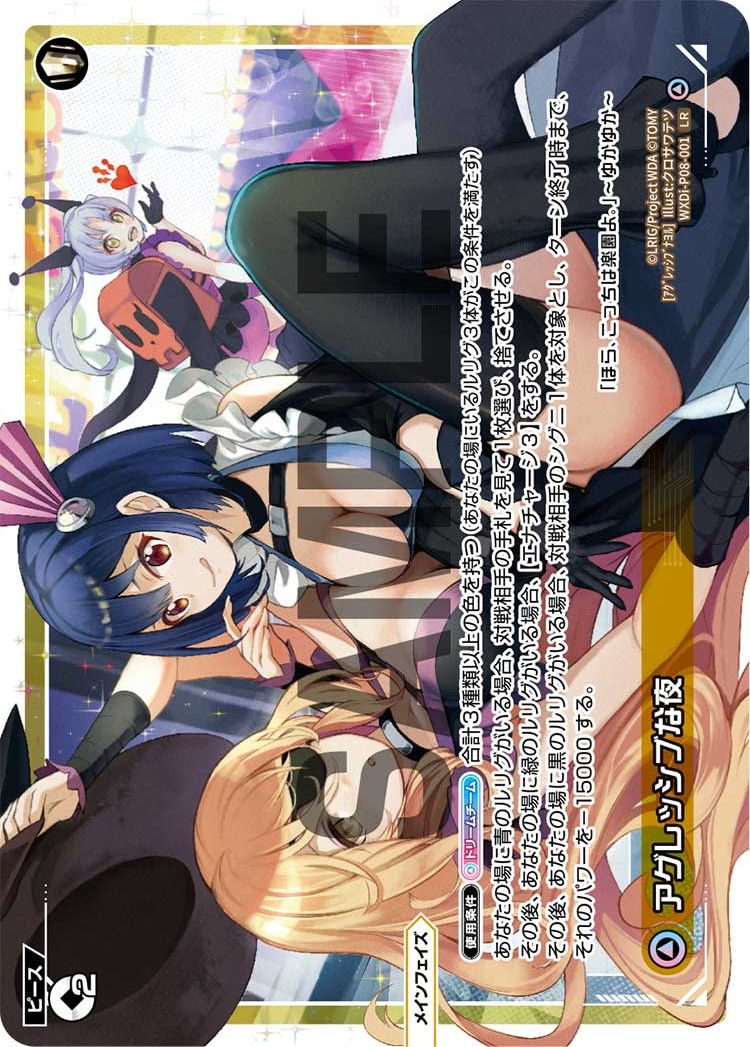 ピース
2
メインフェイズ
使用条件 ドリームチーム 合計3種類以上の色を持つ(あなたの場にいるルリグ3体がこの条件を満たす)
あなたの場に青のルリグがいる場合、対戦相手の手札を見て1枚選び、捨てさせる。
その後、あなたの場に緑のルリグがいる場合、【エナチャージ3】をする。
その後、あなたの場に黒のルリグがいる場合、対戦相手のシグニ1体を対象とし、ターン終了時まで、
それのパワーを－15000する。
「ほら、こっちは楽園よ。」～ゆかゆか～
アグレッシブな夜
©LRIG/ProjectWDA ©TOMY
[アグレッシブナヨル] Illust:クロサワテツ
WXDi-P08-001 LR
SAMPLE